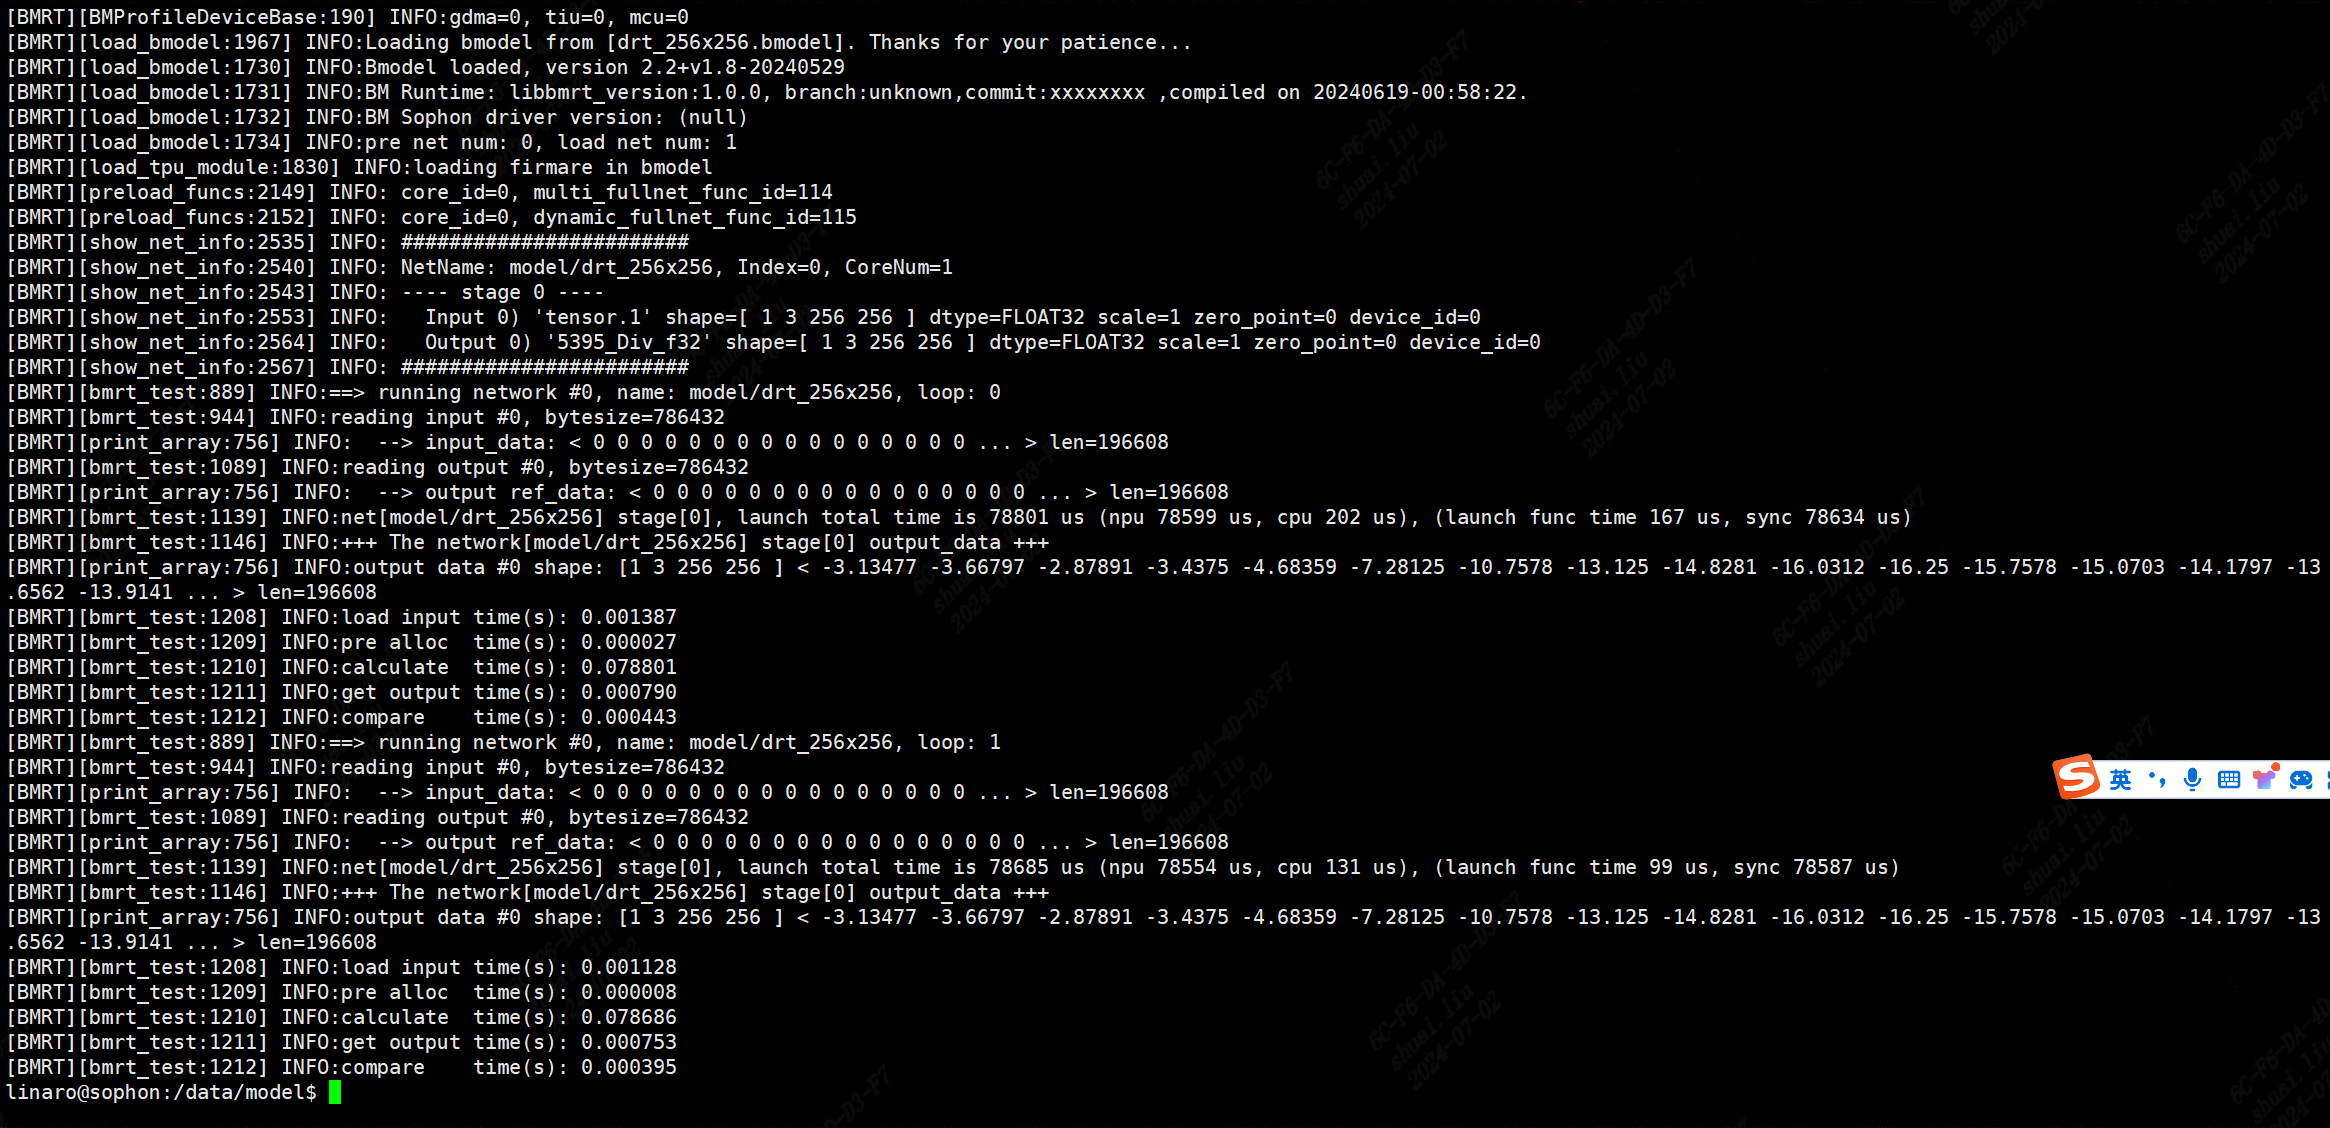 [BMRT][BMProfileDeviceBase:190] INFO:gdma=0, tiu=0, mcu=0
[BMRT][load_bmodel:1967] INFO:Loading bmodel from [drt_256x256.bmodel]. Thanks for your patience...
[BMRT][load_bmodel:1730] INFO:Bmodel loaded, version 2.2+v1.8-20240529
[BMRT][load_bmodel:1731] INFO:BM Runtime: libbmrt_version:1.0.0, branch:unknown,commit:xxxxxxxx ,compiled on 20240619-00:58:22.
[BMRT][load_bmodel:1732] INFO:BM Sophon driver version: (null)
[BMRT][load_bmodel:1734] INFO:pre net num: 0, load net num: 1
[BMRT][load_tpu_module:1830] INFO:loading firmare in bmodel
[BMRT][preload_funcs:2149] INFO: core_id=0, multi_fullnet_func_id=114
[BMRT][preload_funcs:2152] INFO: core_id=0, dynamic_fullnet_func_id=115
[BMRT][show_net_info:2535] INFO: ########################
[BMRT][show_net_info:2540] INFO: NetName: model/drt_256x256, Index=0, CoreNum=1
[BMRT][show_net_info:2543] INFO: ---- stage 0 ----
[BMRT][show_net_info:2553] INFO:   Input 0) 'tensor.1' shape=[ 1 3 256 256 ] dtype=FLOAT32 scale=1 zero_point=0 device_id=0
[BMRT][show_net_info:2564] INFO:   Output 0) '5395_Div_f32' shape=[ 1 3 256 256 ] dtype=FLOAT32 scale=1 zero_point=0 device_id=0
[BMRT][show_net_info:2567] INFO: ########################
[BMRT][bmrt_test:889] INFO:==> running network #0, name: model/drt_256x256, loop: 0
[BMRT][bmrt_test:944] INFO:reading input #0, bytesize=786432
[BMRT][print_array:756] INFO:  --> input_data: < 0 0 0 0 0 0 0 0 0 0 0 0 0 0 0 0 ... > len=196608
[BMRT][bmrt_test:1089] INFO:reading output #0, bytesize=786432
[BMRT][print_array:756] INFO:  --> output ref_data: < 0 0 0 0 0 0 0 0 0 0 0 0 0 0 0 0 ... > len=196608
[BMRT][bmrt_test:1139] INFO:net[model/drt_256x256] stage[0], launch total time is 78801 us (npu 78599 us, cpu 202 us), (launch func time 167 us, sync 78634 us)
[BMRT][bmrt_test:1146] INFO:+++ The network[model/drt_256x256] stage[0] output_data +++
[BMRT][print_array:756] INFO:output data #0 shape: [1 3 256 256 ] < -3.13477 -3.66797 -2.87891 -3.4375 -4.68359 -7.28125 -10.7578 -13.125 -14.8281 -16.0312 -16.25 -15.7578 -15.0703 -14.1797 -13
.6562 -13.9141 ... > len=196608
[BMRT][bmrt_test:1208] INFO:load input time(s): 0.001387
[BMRT][bmrt_test:1209] INFO:pre alloc  time(s): 0.000027
[BMRT][bmrt_test:1210] INFO:calculate  time(s): 0.078801
[BMRT][bmrt_test:1211] INFO:get output time(s): 0.000790
[BMRT][bmrt_test:1212] INFO:compare    time(s): 0.000443
[BMRT][bmrt_test:889] INFO:==> running network #0, name: model/drt_256x256, loop: 1
[BMRT][bmrt_test:944] INFO:reading input #0, bytesize=786432
[BMRT][print_array:756] INFO:  --> input_data: < 0 0 0 0 0 0 0 0 0 0 0 0 0 0 0 0 ... > len=196608
[BMRT][bmrt_test:1089] INFO:reading output #0, bytesize=786432
[BMRT][print_array:756] INFO:  --> output ref_data: < 0 0 0 0 0 0 0 0 0 0 0 0 0 0 0 0 ... > len=196608
[BMRT][bmrt_test:1139] INFO:net[model/drt_256x256] stage[0], launch total time is 78685 us (npu 78554 us, cpu 131 us), (launch func time 99 us, sync 78587 us)
[BMRT][bmrt_test:1146] INFO:+++ The network[model/drt_256x256] stage[0] output_data +++
[BMRT][print_array:756] INFO:output data #0 shape: [1 3 256 256 ] < -3.13477 -3.66797 -2.87891 -3.4375 -4.68359 -7.28125 -10.7578 -13.125 -14.8281 -16.0312 -16.25 -15.7578 -15.0703 -14.1797 -13
.6562 -13.9141 ... > len=196608
[BMRT][bmrt_test:1208] INFO:load input time(s): 0.001128
[BMRT][bmrt_test:1209] INFO:pre alloc  time(s): 0.000008
[BMRT][bmrt_test:1210] INFO:calculate  time(s): 0.078686
[BMRT][bmrt_test:1211] INFO:get output time(s): 0.000753
[BMRT][bmrt_test:1212] INFO:compare    time(s): 0.000395
linaro@sophon:/data/model$
英
6C-F6-DA-4D-D3-F7
shuai.liu
2024-07-02